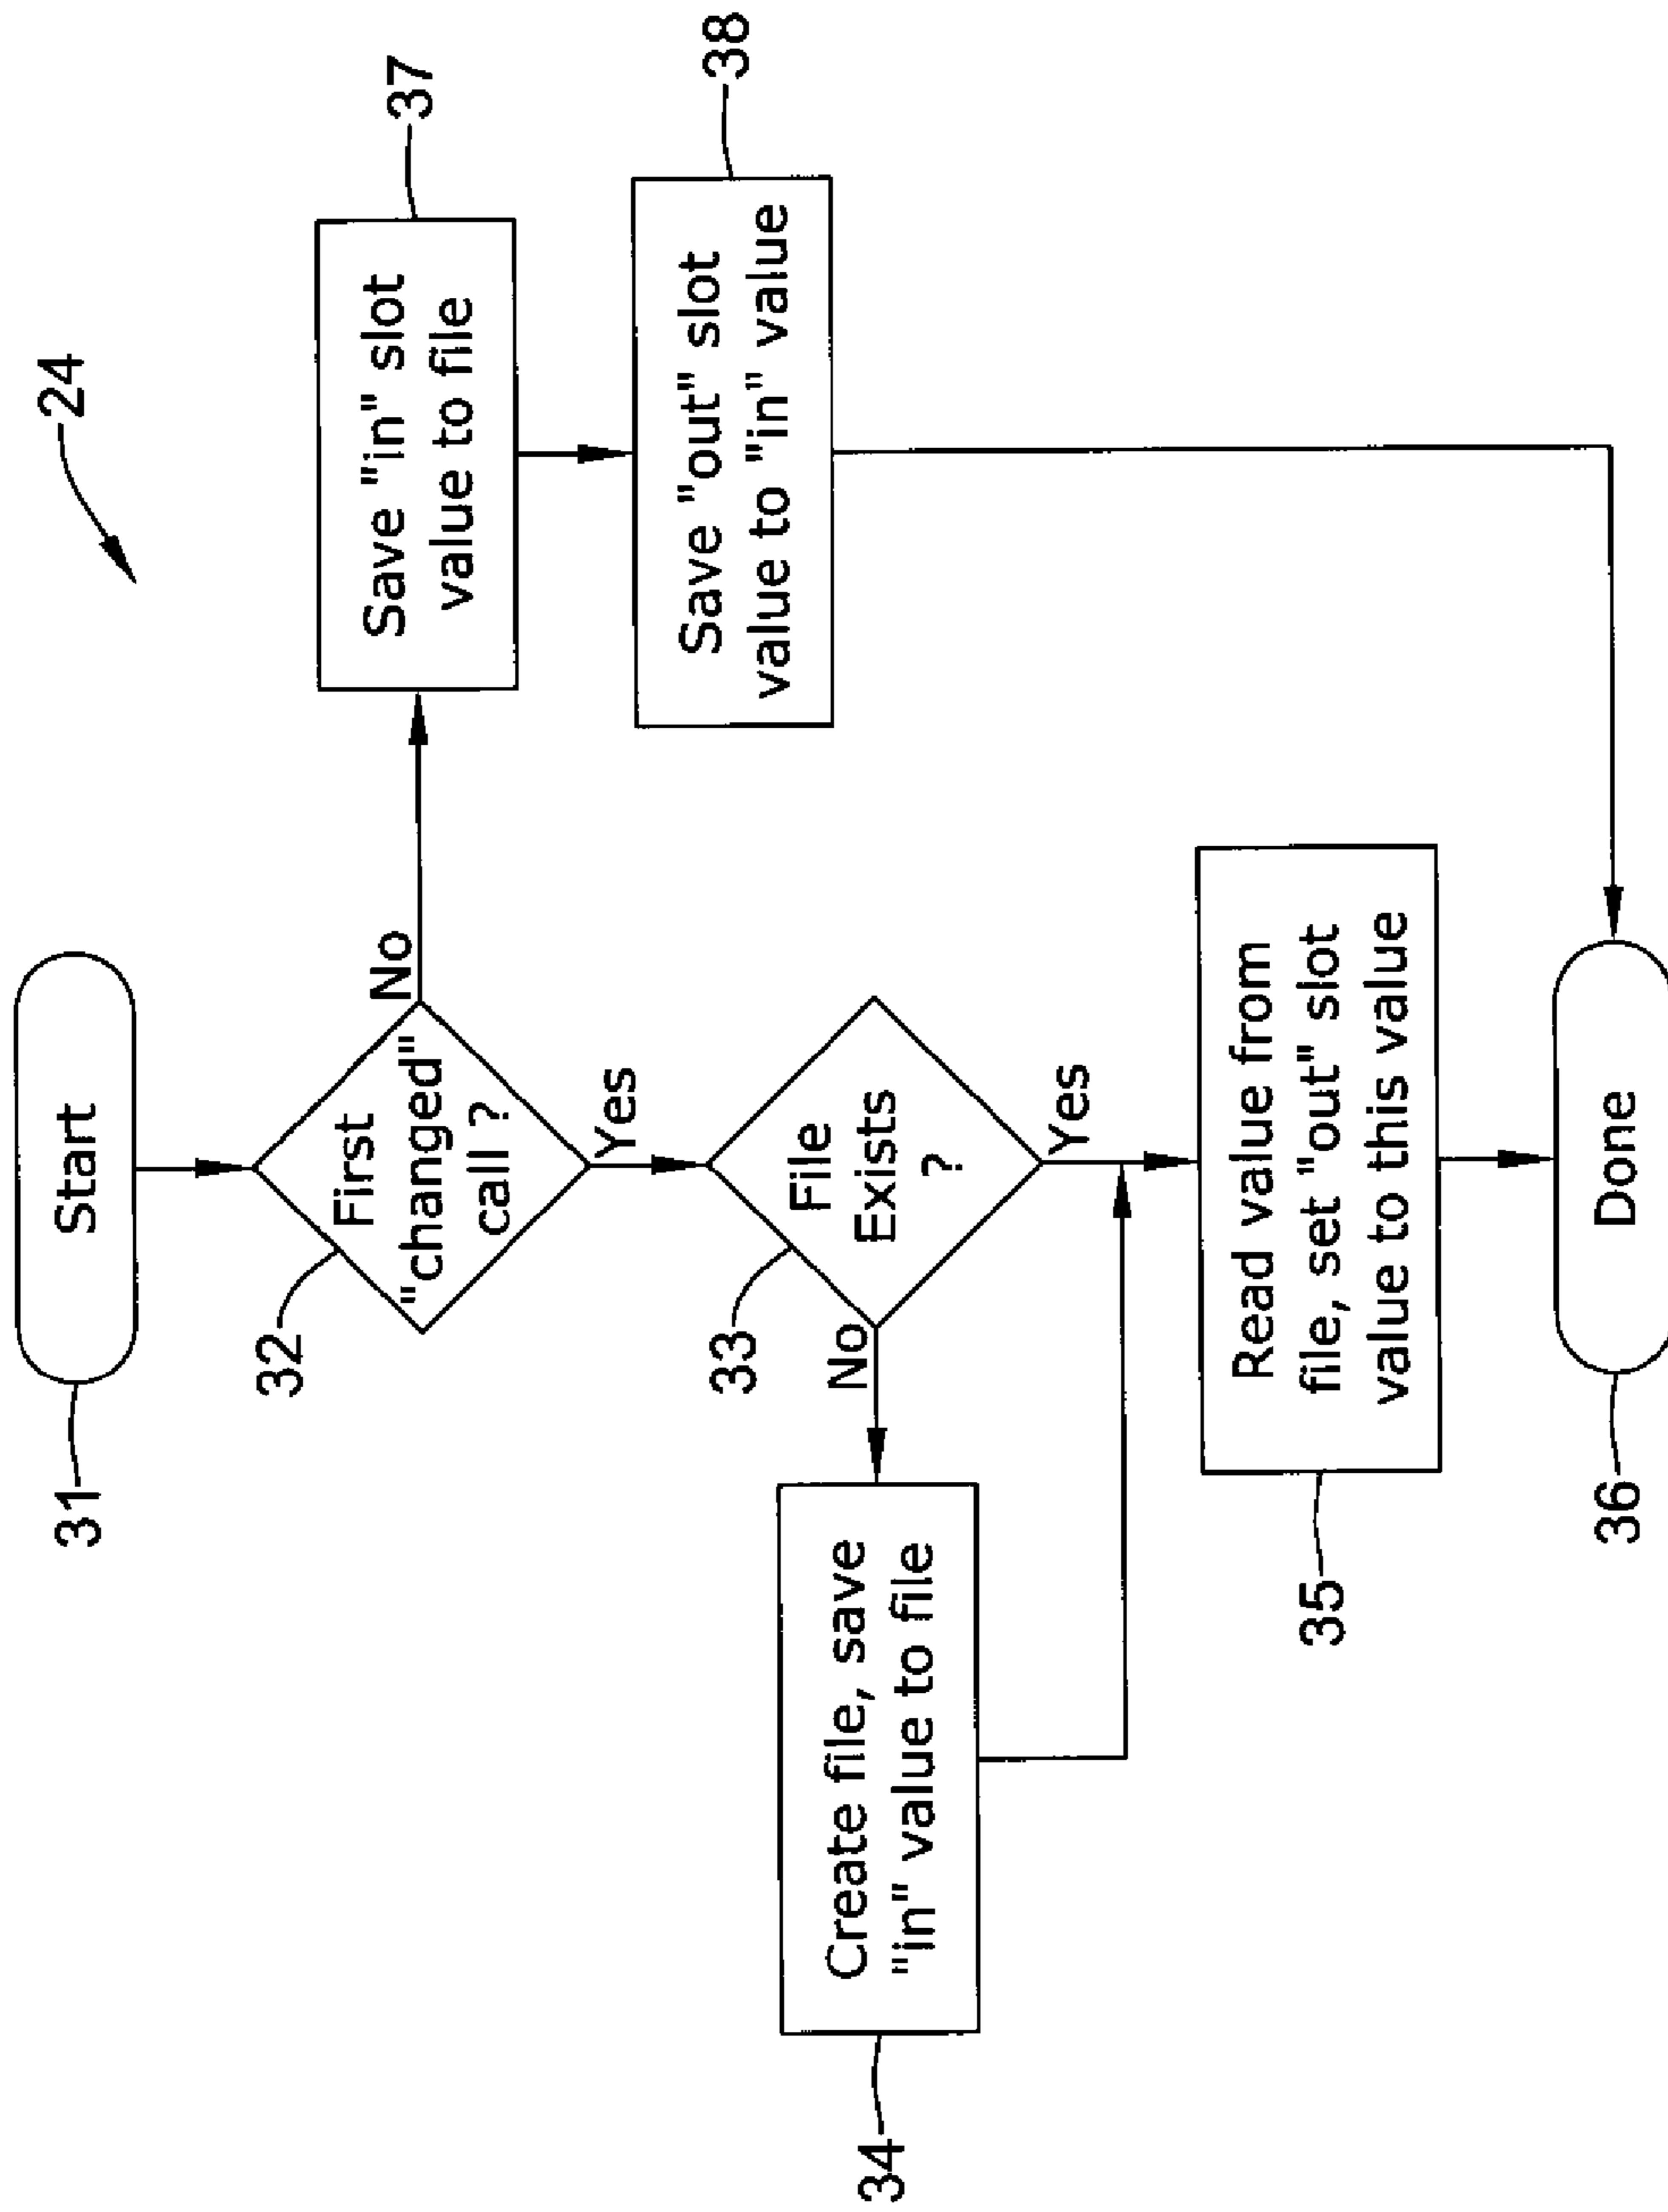 24
Start
31
First
"changed"
call ?
32
No
Yes
Save "in" slot
value to file
37
Save "out" slot
value to "in" value
38
File
Exists
?
33
No
Yes
Create file, save
"in" value to file
34
Read value from
file, set "out" slot
value to this value
35
Done
36